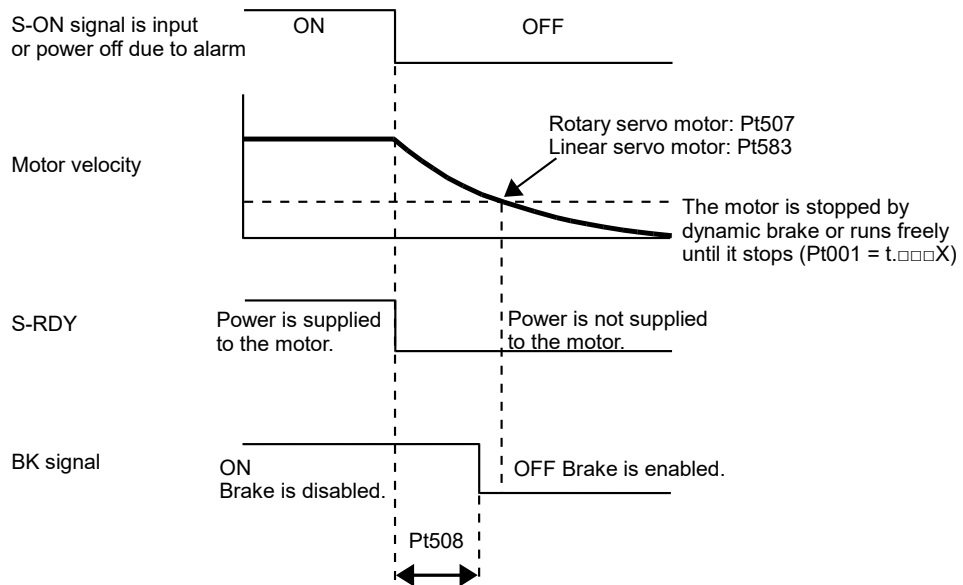 S-ON signal is input
or power off due to alarm
ON
OFF
Motor velocity
Rotary servo motor: Pt507
Linear servo motor: Pt583
The motor is stopped by
dynamic brake or runs freely
until it stops (Pt001 = t.□□□X)
S-RDY
Power is supplied
to the motor.
Power is not supplied
to the motor.
BK signal
ON
Brake is disabled.
OFF Brake is enabled.
Pt508